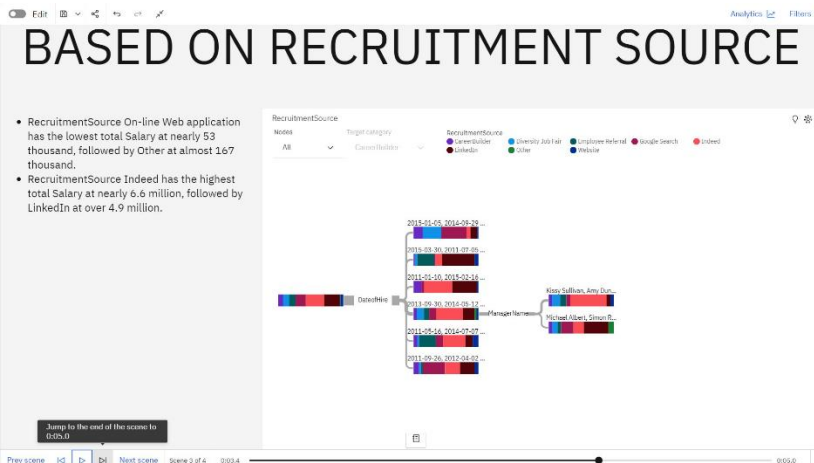 Edit
Analytics
Filters
BASED ON RECRUITMENT SOURCE
• RecruitmentSource On-line Web application
has the lowest total Salary at nearly 53
thousand, followed by Other at almost 167
thousand.
• RecruitmentSource Indeed has the highest
total Salary at nearly 6.6 million, followed by
LinkedIn at over 4.9 million.
RecruitmentSource
Nodes
All
Target category
CareerBuilder
RecruitmentSource
CareerBuilder Diversity Job Fair Employee Referral Google Search Indeed
LinkedIn Other Website
2015-01-05, 2014-09-29 ...
2015-03-30, 2011-07-05 ...
2011-01-10, 2015-02-16 ...
DateofHire
2013-09-30, 2014-05-12 ...
2011-05-16, 2014-07-07 ...
2011-09-26, 2012-04-02 ...
ManagerName
Kissy Sullivan, Amy Dun...
Michael Albert, Simon R...
Jump to the end of the scene to
0:05.0
Prev scene Next scene Scene 3 of 4 0:03.4 0:05.0